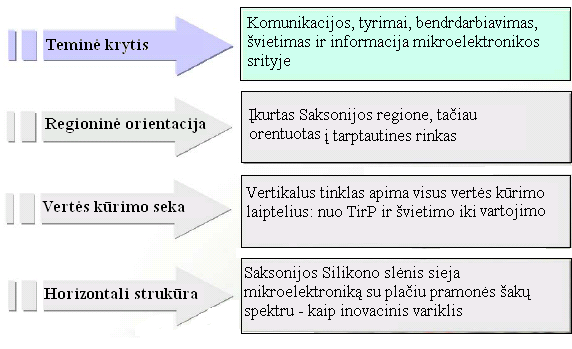 Teminė krytis
Komunikacijos, tyrimai, bendrdarbiavimas,
švietimas ir informacija mikroelektronikos
srityje
Regioninė orientacija
Įkurtas Saksonijos regione, tačiau
orentuotas į tarptautines rinkas
Vertės kūrimo seka
Vertikalus tinklas apima visus vertės kūrimo
laiptelius: nuo TirP ir švietimo iki vartojimo
Horizontali strukūra
Saksonijos Silikono slėnis sieja
mikroelektroniką su plačiu pramonės šakų
spektru - kaip inovacinis variklis